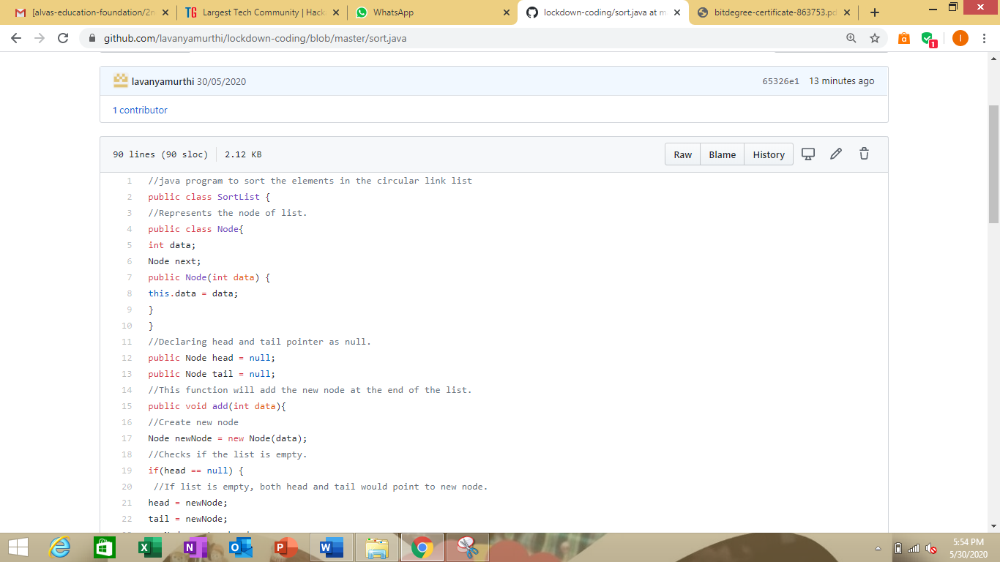 [alvas-education-foundation/2n
Largest Tech Community | Hack
WhatsApp
lockdown-coding/sort.java at m
bitdegree-certificate-863753.pd
github.com/lavanyamurthi/lockdown-coding/blob/master/sort.java
lavanyamurthi 30/05/2020 65326e1 13 minutes ago
1 contributor
90 lines (90 sloc) 2.12 KB Raw Blame History
1 //java program to sort the elements in the circular link list
2 public class SortList {
3 //Represents the node of list.
4 public class Node{
5 int data;
6 Node next;
7 public Node(int data) {
8 this.data = data;
9 }
10 }
11 //Declaring head and tail pointer as null.
12 public Node head = null;
13 public Node tail = null;
14 //This function will add the new node at the end of the list.
15 public void add(int data){
16 //Create new node
17 Node newNode = new Node(data);
18 //Checks if the list is empty.
19 if(head == null) {
20 //If list is empty, both head and tail would point to new node.
21 head = newNode;
22 tail = newNode;
5:54 PM
5/30/2020